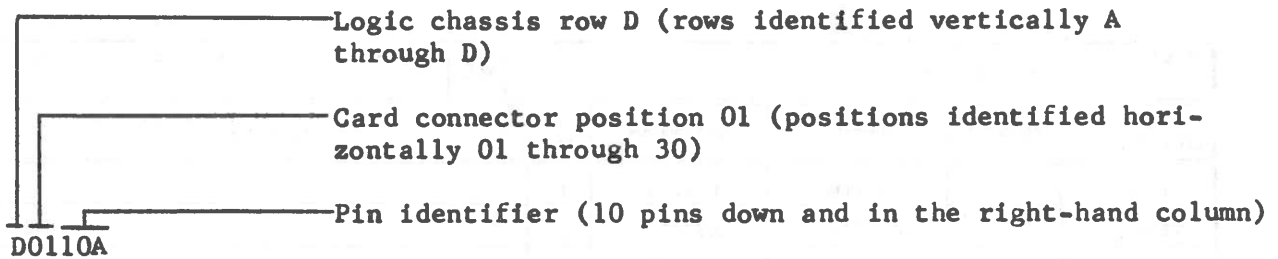 Logic chassis row D (rows identified vertically A
through D)
Card connector position 01 (positions identified hori-
zontally 01 through 30)
Pin identifier (10 pins down and in the right-hand column)
D0110A